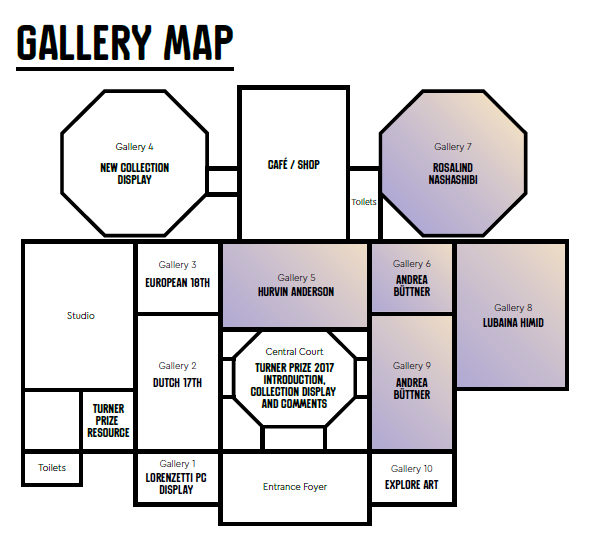 GALLERY MAP
Gallery 4
NEW COLLECTION
DISPLAY
CAFÉ / SHOP
Toilets
Gallery 7
ROSALIND
NASHASHIBI
Studio
Gallery 3
EUROPEAN 18TH
Gallery 5
HURVIN ANDERSON
Gallery 6
ANDREA
BÜTTNER
Gallery 8
LUBAINA HIMID
Gallery 2
DUTCH 17TH
Central Court
TURNER PRIZE 2017
INTRODUCTION,
COLLECTION DISPLAY
AND COMMENTS
Gallery 9
ANDREA
BÜTTNER
TURNER
PRIZE
RESOURCE
Toilets
Gallery 1
LORENZETTI PC
DISPLAY
Entrance Foyer
Gallery 10
EXPLORE ART